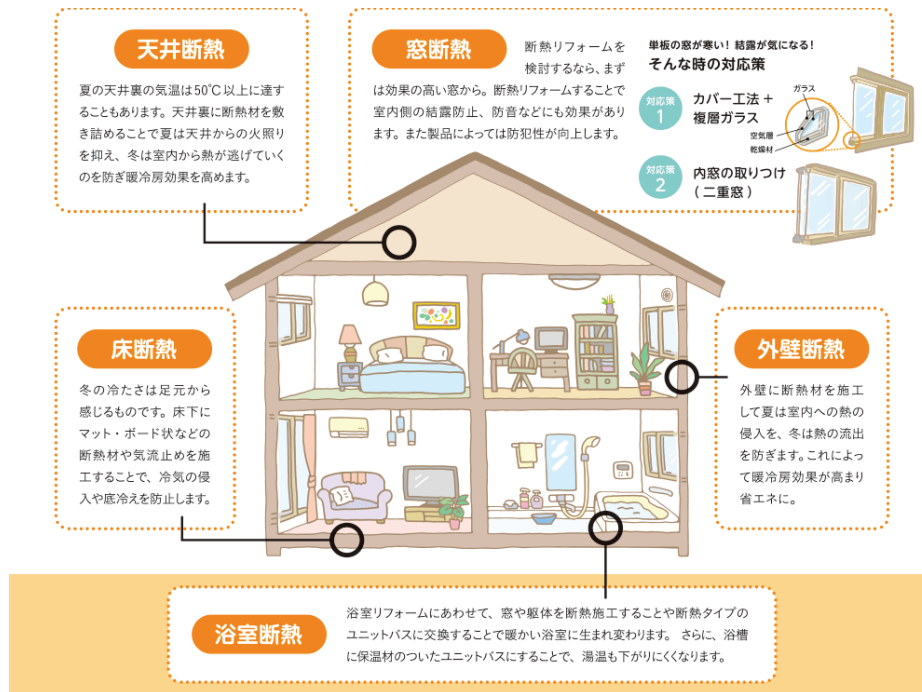 天井断熱
夏の天井裏の気温は50℃以上に達す
ることもあります。天井裏に断熱材を敷
き詰めることで夏は天井からの火照り
を抑え、冬は室内から熱が逃げていく
のを防ぎ暖冷房効果を高めます。
窓断熱
断熱リフォームを
検討するなら、まず
は効果の高い窓から。断熱リフォームすることで
室内側の結露防止、防音などにも効果があり
ます。また製品によっては防犯性が向上します。
単板の窓が寒い！結露が気になる！
そんな時の対応策
対応策
1
カバー工法＋
複層ガラス
ガラス
空気層
乾燥材
対応策
2
内窓の取りつけ
（二重窓）
床断熱
冬の冷たさは足元から
感じるものです。床下に
マット・ボード状などの
断熱材や気流止めを施
工することで、冷気の侵
入や底冷えを防止します。
外壁断熱
外壁に断熱材を施工
して夏は室内への熱の
侵入を、冬は熱の流出
を防ぎます。これによっ
て暖冷房効果が高まり
省エネに。
浴室断熱
浴室リフォームにあわせて、窓や躯体を断熱施工することや断熱タイプの
ユニットバスに交換することで暖かい浴室に生まれ変わります。 さらに、浴槽
に保温材のついたユニットバスにすることで、湯温も下がりにくくなります。